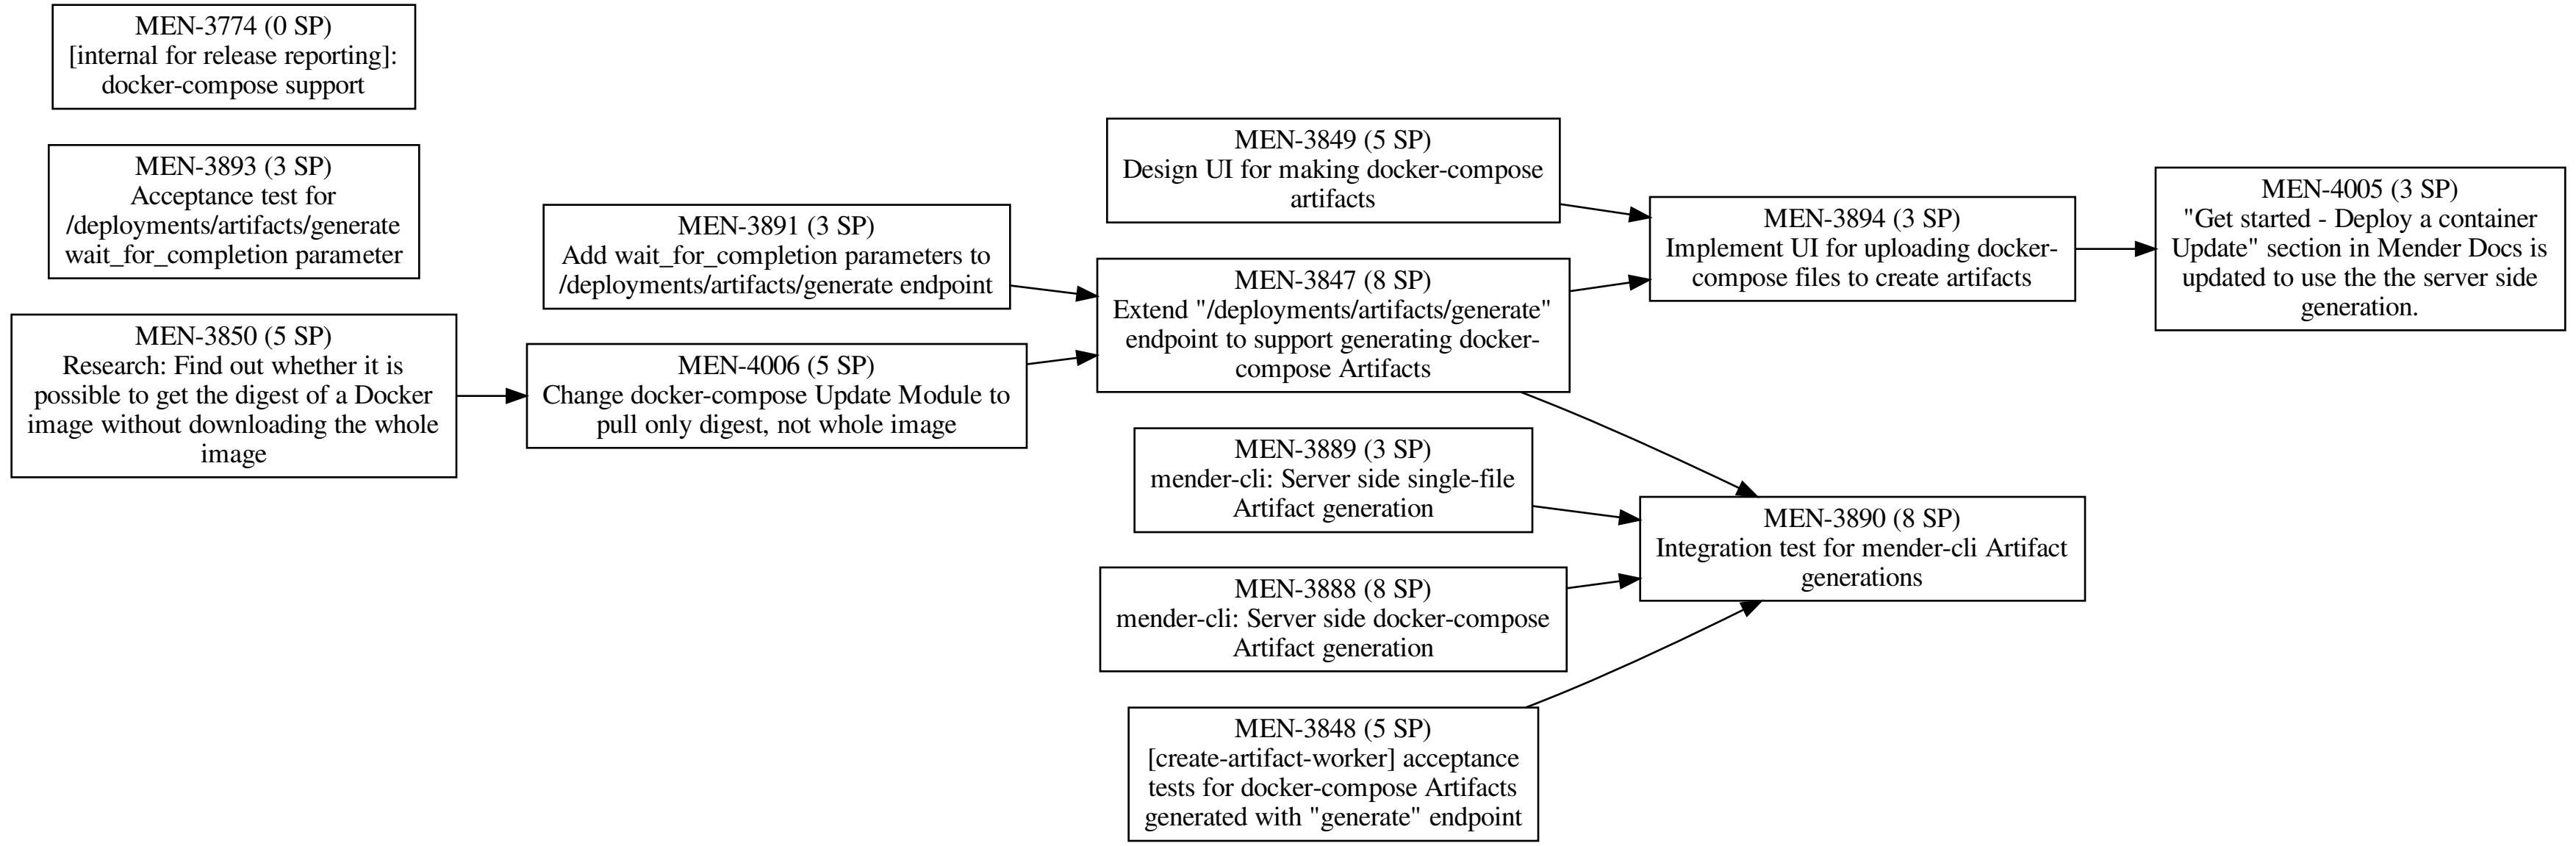 MEN-3774 (0 SP)
[internal for release reporting]:
docker-compose support
MEN-3893 (3 SP)
Acceptance test for
/deployments/artifacts/generate
wait_for_completion parameter
MEN-3850 (5 SP)
Research: Find out whether it is
possible to get the digest of a Docker
image without downloading the whole
image
MEN-3891 (3 SP)
Add wait_for_completion parameters to
/deployments/artifacts/generate endpoint
MEN-4006 (5 SP)
Change docker-compose Update Module to
pull only digest, not whole image
MEN-3849 (5 SP)
Design UI for making docker-compose
artifacts
MEN-3847 (8 SP)
Extend "/deployments/artifacts/generate"
endpoint to support generating docker-
compose Artifacts
MEN-3889 (3 SP)
mender-cli: Server side single-file
Artifact generation
MEN-3888 (8 SP)
mender-cli: Server side docker-compose
Artifact generation
MEN-3848 (5 SP)
[create-artifact-worker] acceptance
tests for docker-compose Artifacts
generated with "generate" endpoint
MEN-3894 (3 SP)
Implement UI for uploading docker-
compose files to create artifacts
MEN-3890 (8 SP)
Integration test for mender-cli Artifact
generations
MEN-4005 (3 SP)
"Get started - Deploy a container
Update" section in Mender Docs is
updated to use the the server side
generation.